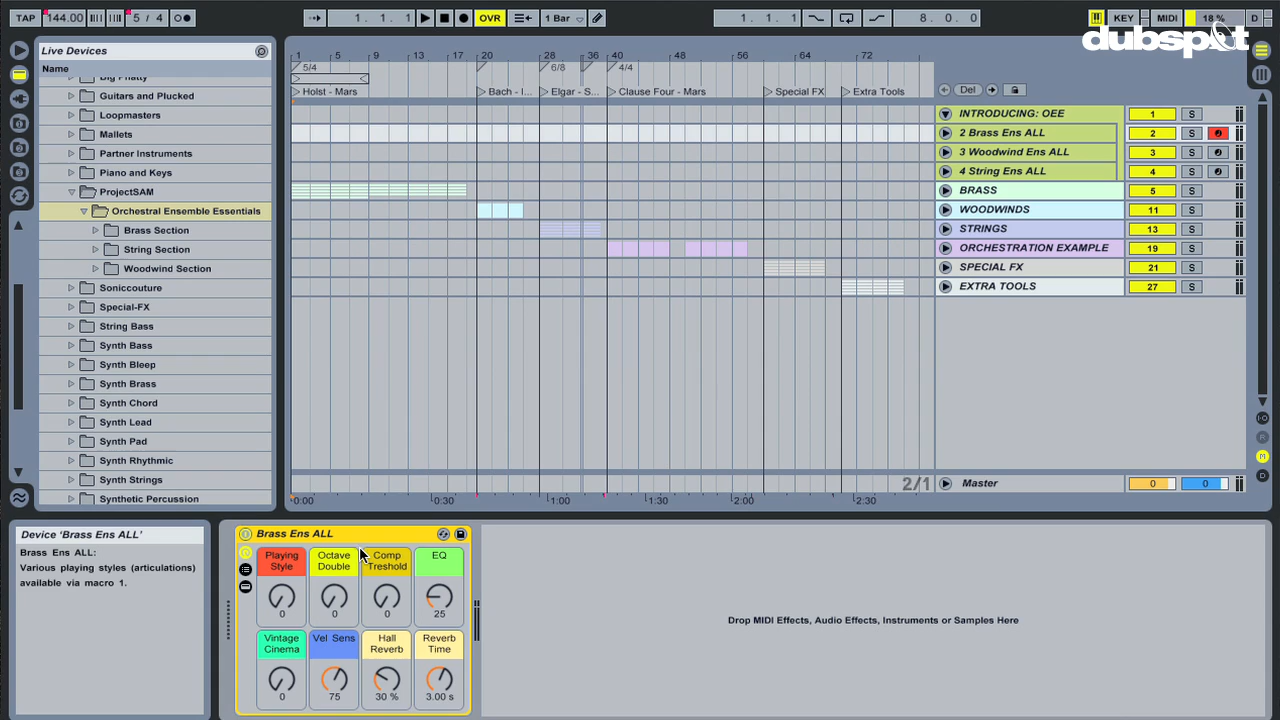 TAP 144.00 5 / 4 1. 1. 1 OVR 1 Bar 1. 1. 1 8. 0. 0 KEY MIDI 18 % D
dubspot
Live Devices
Name
Big Phatty
Guitars and Plucked
Loopmasters
Mallets
Partner Instruments
Piano and Keys
ProjectSAM
Orchestral Ensemble Essentials
Brass Section
String Section
Woodwind Section
Soniccouture
Special-FX
String Bass
Synth Bass
Synth Bleep
Synth Brass
Synth Chord
Synth Lead
Synth Pad
Synth Rhythmic
Synth Strings
Synthetic Percussion
1 5 9 13 17 20 26 36 40 48 56 64 72
5/4 6/8 4/4
Holst - Mars Bach - I... Elgar - S... Clause Four - Mars Special FX Extra Tools
Del
INTRODUCING: OEE 1 S
2 Brass Ens ALL 2 S
3 Woodwind Ens ALL 3 S
4 String Ens ALL 4 S
BRASS 5 S
WOODWINDS 11 S
STRINGS 13 S
ORCHESTRATION EXAMPLE 19 S
SPECIAL FX 21 S
EXTRA TOOLS 27 S
2/1 Master 0 0
0:00 0:30 1:00 1:30 2:00 2:30
I·O
R
M
D
Device 'Brass Ens ALL'
Brass Ens ALL:
Various playing styles (articulations)
available via macro 1.
Brass Ens ALL
Playing Style
0
Octave Double
0
Comp Treshold
0
EQ
25
Vintage Cinema
0
Vel Sens
75
Hall Reverb
30 %
Reverb Time
3.00 s
Drop MIDI Effects, Audio Effects, Instruments or Samples Here